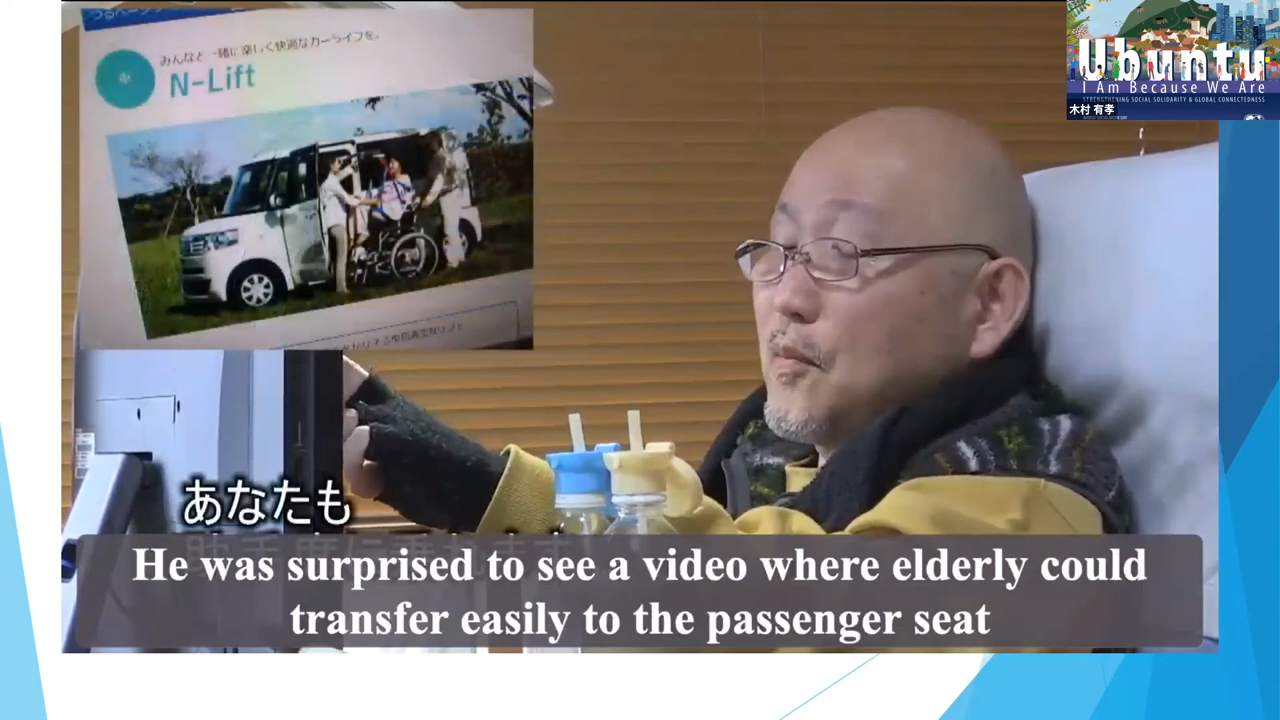 みんなと一緒に楽しく快適なカーライフを。
N-Lift
Ubuntu
I Am Because We Are
STRENGTHENING SOCIAL SOLIDARITY & GLOBAL CONNECTEDNESS
木村 有孝
あなたも
He was surprised to see a video where elderly could
transfer easily to the passenger seat